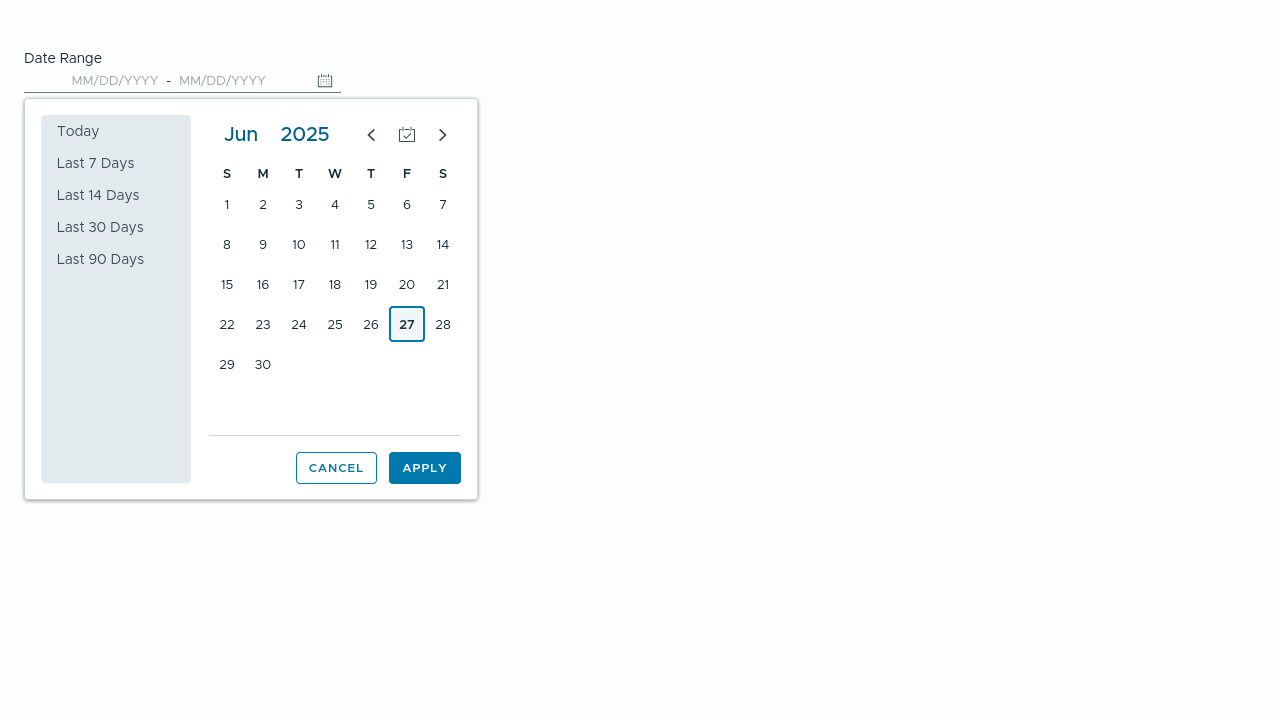 Date Range
MM/DD/YYYY - MM/DD/YYYY
Today
Last 7 Days
Last 14 Days
Last 30 Days
Last 90 Days
Jun 2025
S M T W T F S
1 2 3 4 5 6 7
8 9 10 11 12 13 14
15 16 17 18 19 20 21
22 23 24 25 26 27 28
29 30
CANCEL APPLY